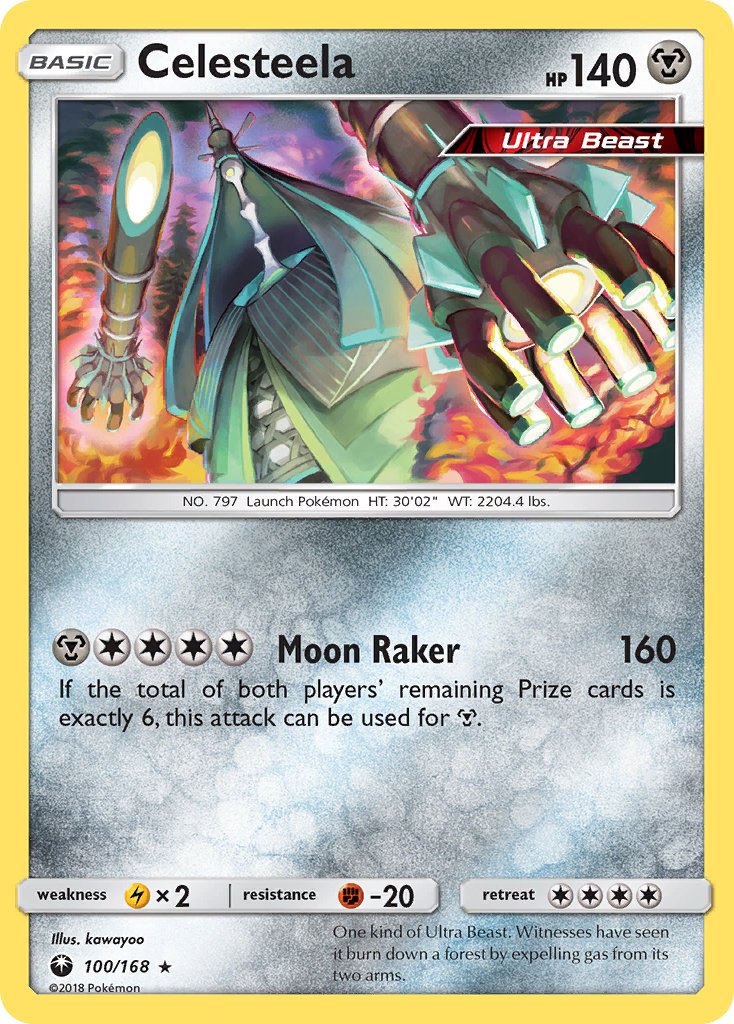 BASIC Celesteela HP 140
Ultra Beast
NO. 797 Launch Pokémon HT: 30'02" WT: 2204.4 lbs.
Moon Raker 160
If the total of both players' remaining Prize cards is
exactly 6, this attack can be used for .
weakness × 2 resistance -20 retreat
Illus. kawayoo
100/168 ★
©2018 Pokémon
One kind of Ultra Beast. Witnesses have seen
it burn down a forest by expelling gas from its
two arms.